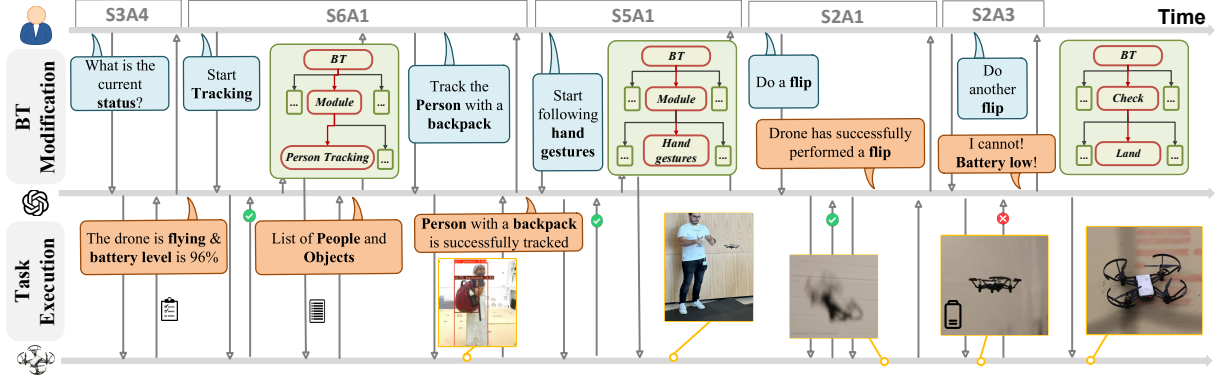 S3A4
S6A1
S5A1
S2A1
S2A3
Time
BT
Modification
What is the
current
status?
Start
Tracking
BT
...
Module
...
Person Tracking
...
Track the
Person with a
backpack
Start
following
hand
gestures
BT
...
Module
...
...
Hand
gestures
...
Do a flip
Drone has successfully
performed a flip
Do
another
flip
I cannot!
Battery low!
BT
...
Check
...
...
Land
...
Task
Execution
The drone is flying &
battery level is 96%
List of People and
Objects
Person with a backpack
is successfully tracked